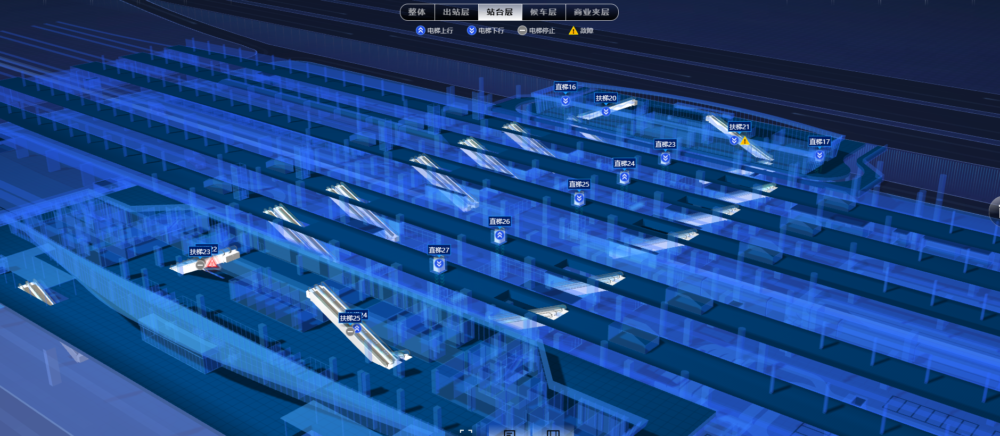 整体 出站层 站台层 候车层 商业夹层
电梯上行 电梯下行 电梯停止 故障
直梯16
扶梯20
扶梯21
直梯17
直梯23
直梯24
直梯25
直梯26
直梯27
扶梯23
22
扶梯25
24